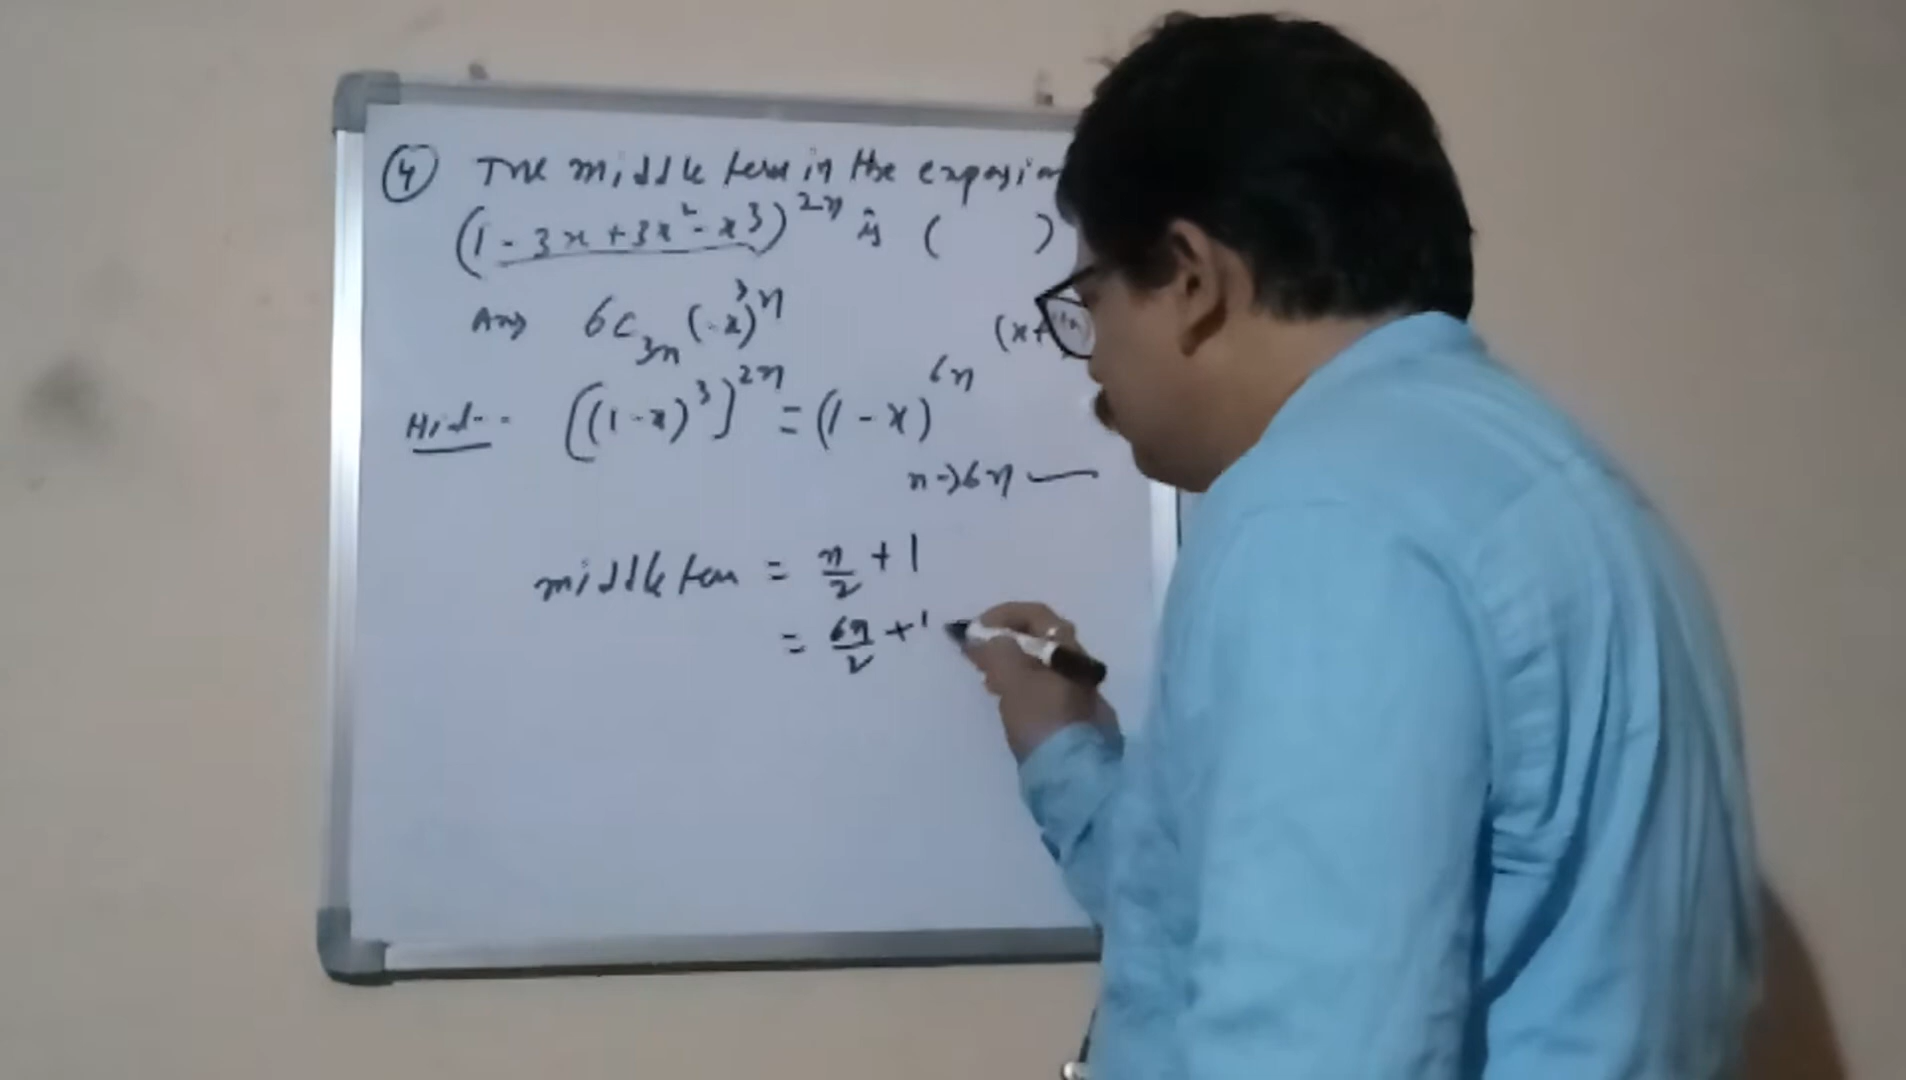 ④ The middle term in the expansion
(1 - 3x + 3x² - x3)²ⁿ is ( )
Ans 6c₃ₙ (-x)³ⁿ
(x+
Hint:- ((1-x)³)²ⁿ = (1 - x)⁶ⁿ
n→6n —
middle term = n/2 + 1
= 6n/2 + 1